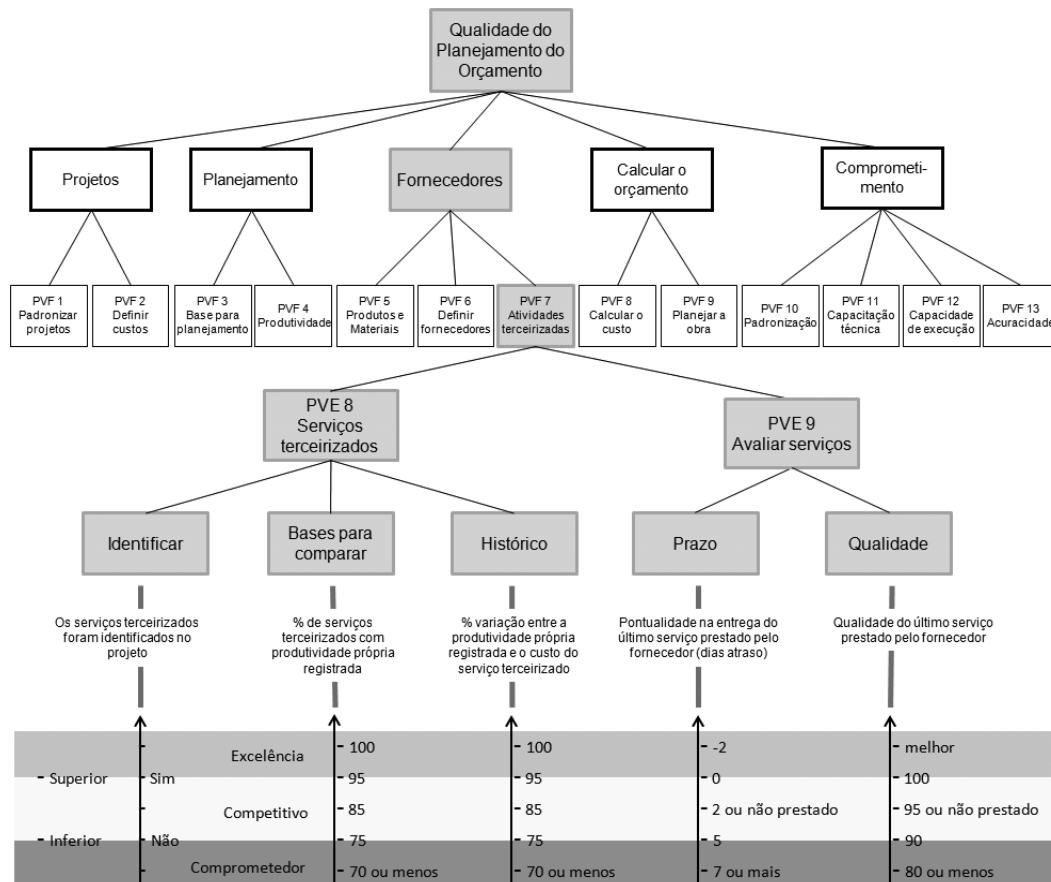 Qualidade do
Planejamento do
Orçamento
Projetos
Planejamento
Fornecedores
Calcular o
orçamento
Comprometi-
mento
PVF 1
Padronizar
projetos
PVF 2
Definir
custos
PVF 3
Base para
planejamento
PVF 4
Produtividade
PVF 5
Produtos e
Materiais
PVF 6
Definir
fornecedores
PVF 7
Atividades
terceirizadas
PVF 8
Calcular o
custo
PVF 9
Planejar a
obra
PVF 10
Padronização
PVF 11
Capacitação
técnica
PVF 12
Capacidade
de execução
PVF 13
Acuracidade
PVE 8
Serviços
terceirizados
PVE 9
Avaliar serviços
Identificar
Bases para
comparar
Histórico
Prazo
Qualidade
Os serviços terceirizados
foram identificados no
projeto
% de serviços
terceirizados com
produtividade própria
registrada
% variação entre a
produtividade própria
registrada e o custo do
serviço terceirizado
Pontualidade na entrega do
último serviço prestado pelo
fornecedor (dias atraso)
Qualidade do último serviço
prestado pelo fornecedor
Excelência 100 100 -2 melhor
Superior Sim 95 95 0 100
Competitivo 85 85 2 ou não prestado 95 ou não prestado
Inferior Não 75 75 5 90
Comprometedor 70 ou menos 70 ou menos 7 ou mais 80 ou menos